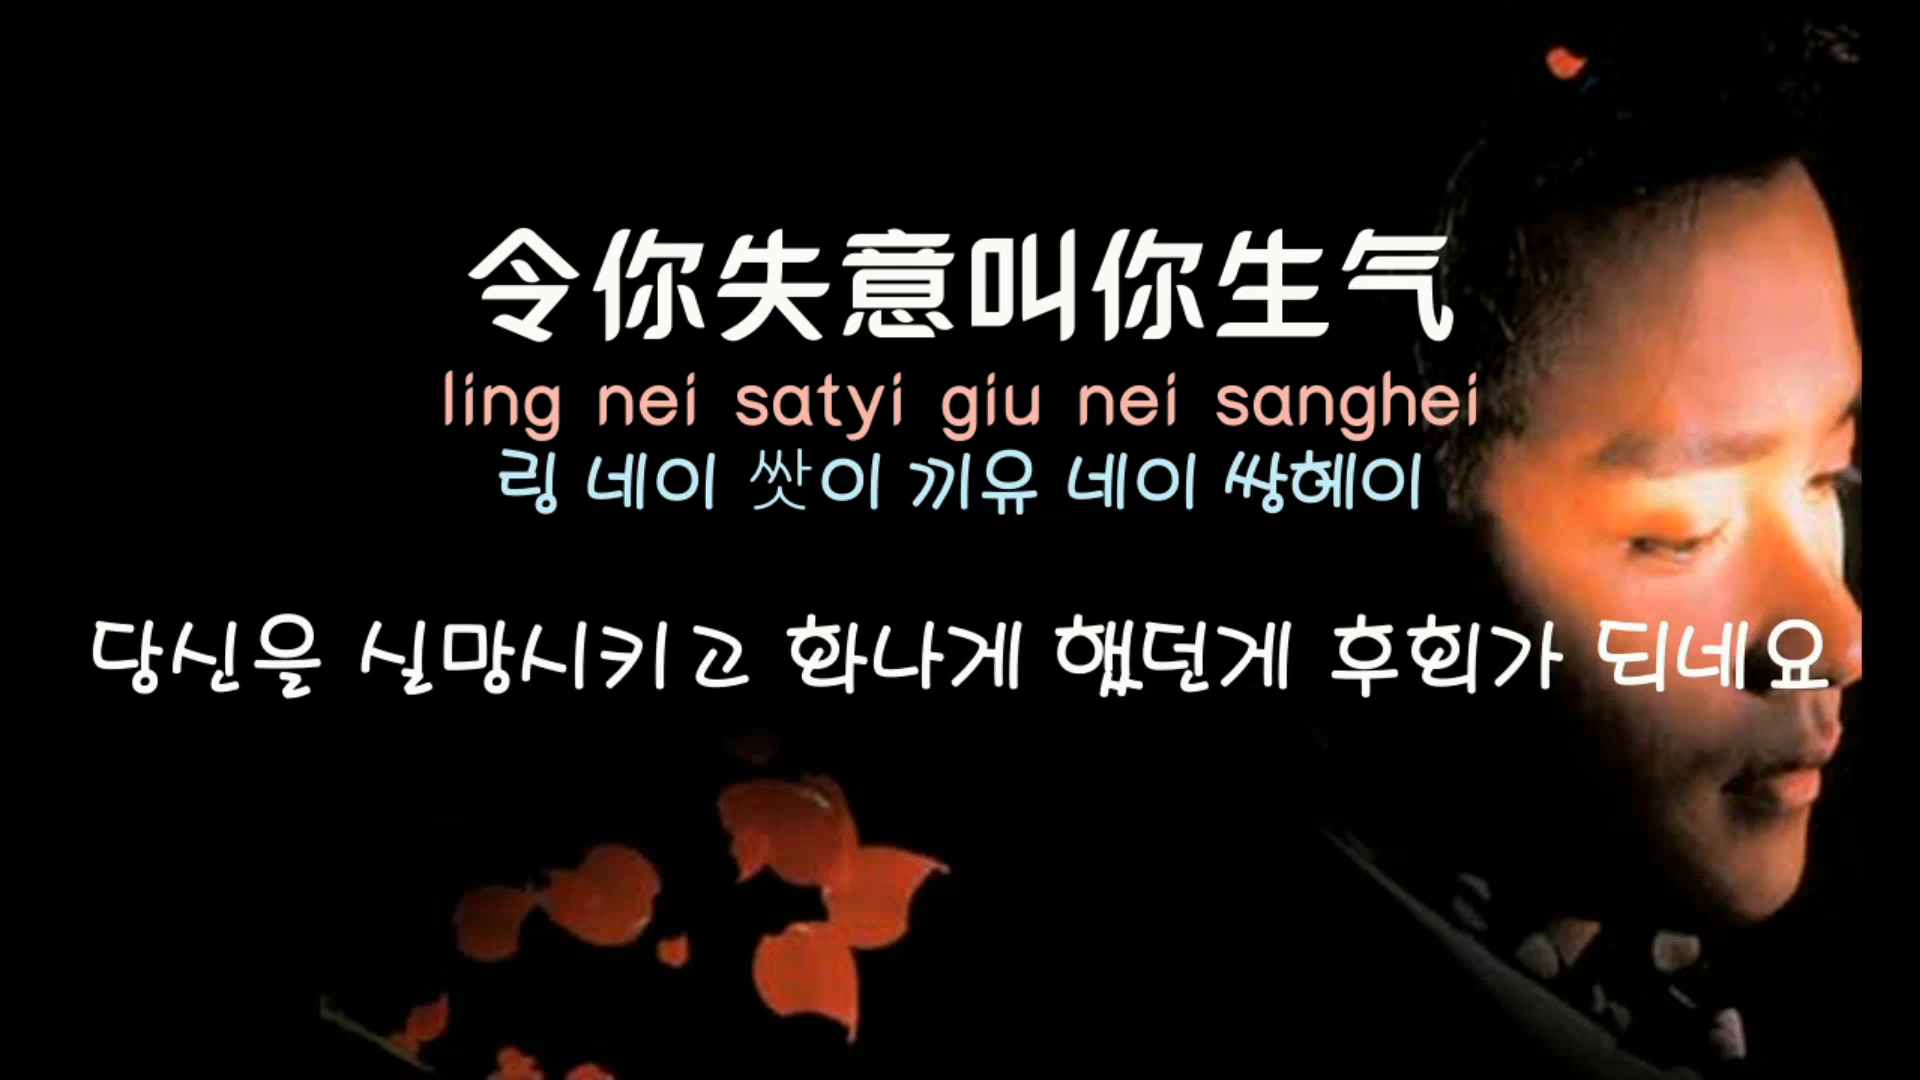 令你失意叫你生气
ling nei satyi giu nei sanghei
링 네이 쌋이 끼유 네이 쌍헤이
당신을 실망시키고 화나게 했던게 후회가 되네요